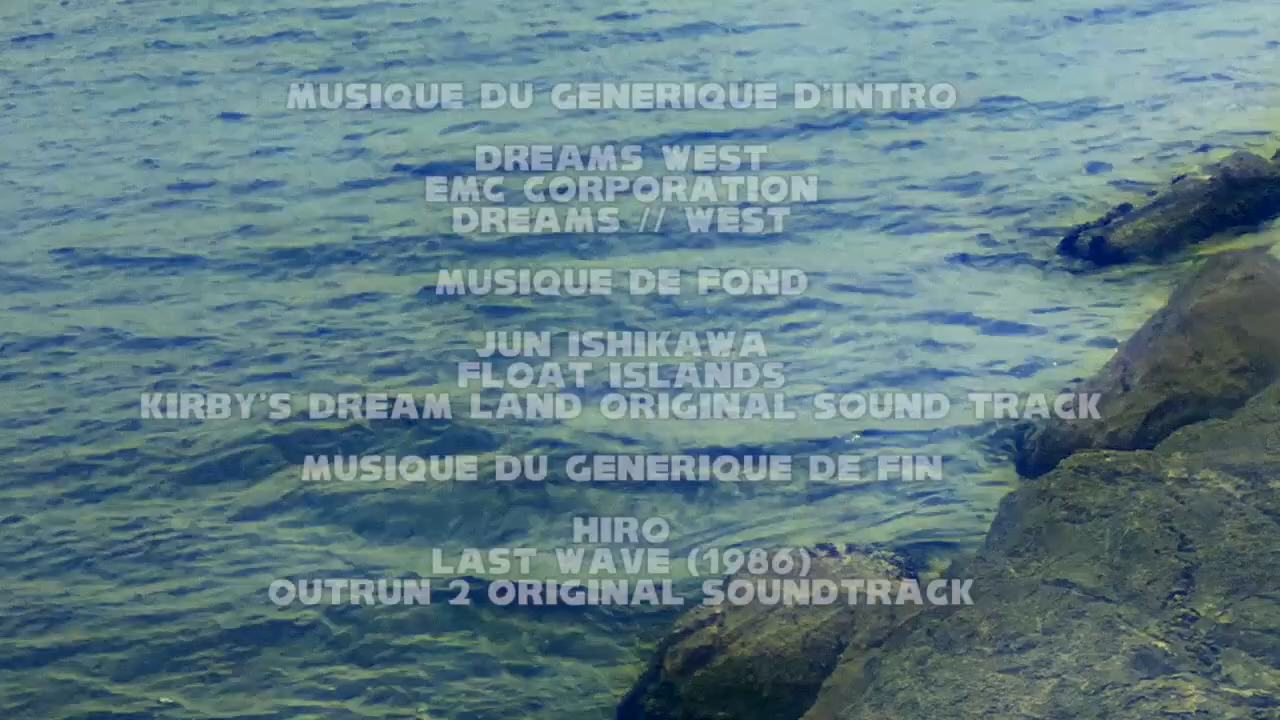 MUSIQUE DU GENERIQUE D'INTRO
DREAMS WEST
EMC CORPORATION
DREAMS // WEST
MUSIQUE DE FOND
JUN ISHIKAWA
FLOAT ISLANDS
KIRBY'S DREAM LAND ORIGINAL SOUND TRACK
MUSIQUE DU GENERIQUE DE FIN
HIRO
LAST WAVE (1986)
OUTRUN 2 ORIGINAL SOUNDTRACK